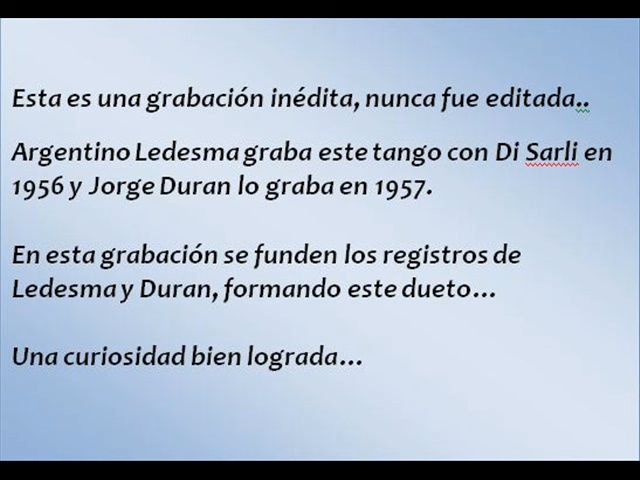 Esta es una grabación inédita, nunca fue editada..
Argentino Ledesma graba este tango con Di Sarli en
1956 y Jorge Duran lo graba en 1957.
En esta grabación se funden los registros de
Ledesma y Duran, formando este dueto...
Una curiosidad bien lograda...